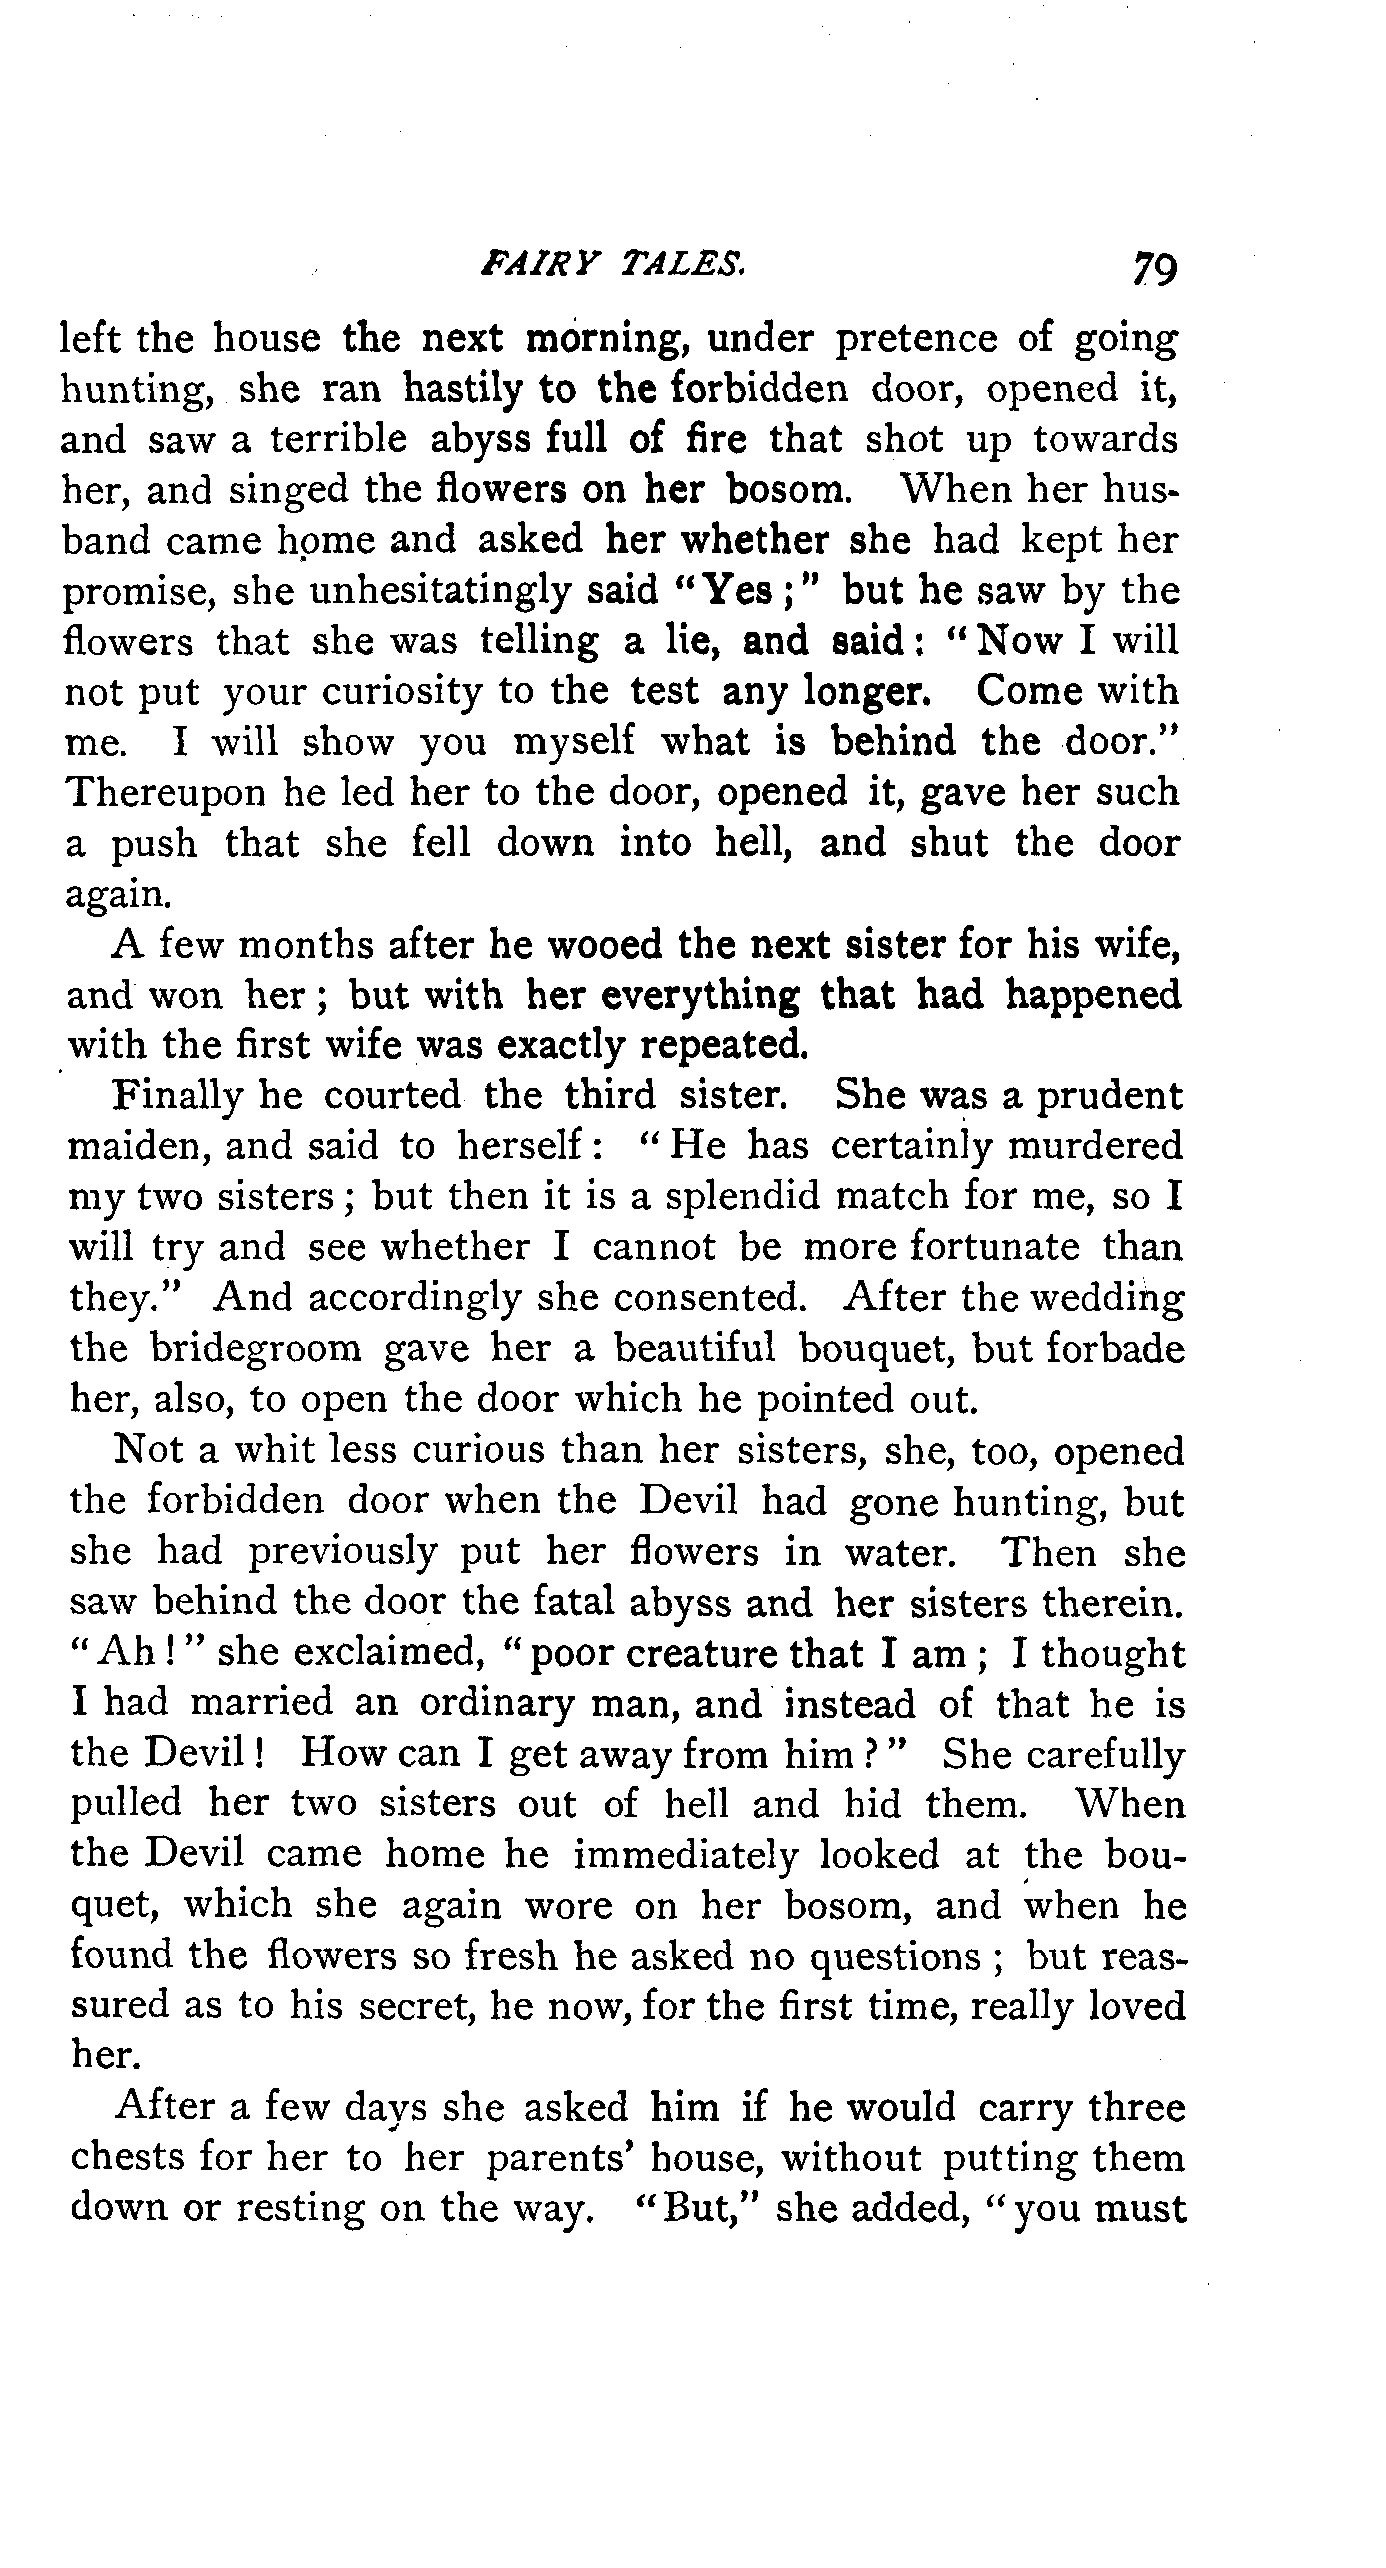 FAIRY TALES. 79
left the house the next morning, under pretence of going
hunting, she ran hastily to the forbidden door, opened it,
and saw a terrible abyss full of fire that shot up towards
her, and singed the flowers on her bosom. When her hus-
band came home and asked her whether she had kept her
promise, she unhesitatingly said "Yes;" but he saw by the
flowers that she was telling a lie, and said: "Now I will
not put your curiosity to the test any longer. Come with
me. I will show you myself what is behind the door."
Thereupon he led her to the door, opened it, gave her such
a push that she fell down into hell, and shut the door
again.
A few months after he wooed the next sister for his wife,
and won her; but with her everything that had happened
with the first wife was exactly repeated.
Finally he courted the third sister. She was a prudent
maiden, and said to herself: "He has certainly murdered
my two sisters; but then it is a splendid match for me, so I
will try and see whether I cannot be more fortunate than
they." And accordingly she consented. After the wedding
the bridegroom gave her a beautiful bouquet, but forbade
her, also, to open the door which he pointed out.
Not a whit less curious than her sisters, she, too, opened
the forbidden door when the Devil had gone hunting, but
she had previously put her flowers in water. Then she
saw behind the door the fatal abyss and her sisters therein.
"Ah!" she exclaimed, "poor creature that I am; I thought
I had married an ordinary man, and instead of that he is
the Devil! How can I get away from him?" She carefully
pulled her two sisters out of hell and hid them. When
the Devil came home he immediately looked at the bou-
quet, which she again wore on her bosom, and when he
found the flowers so fresh he asked no questions; but reas-
sured as to his secret, he now, for the first time, really loved
her.
After a few days she asked him if he would carry three
chests for her to her parents' house, without putting them
down or resting on the way. "But," she added, "you must